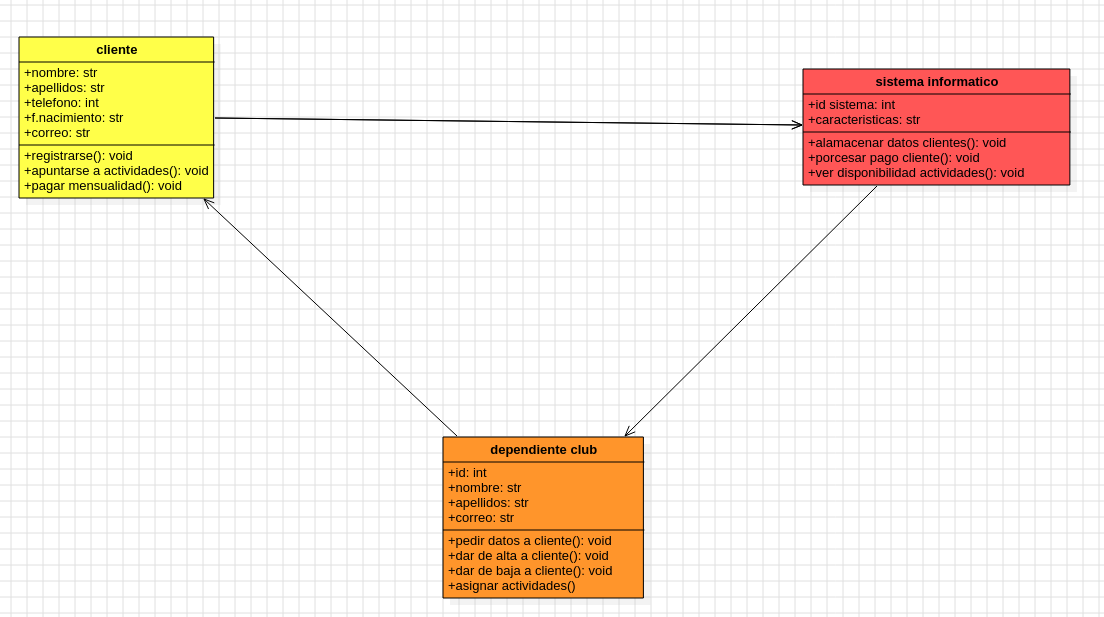 cliente
+nombre: str
+apellidos: str
+telefono: int
+f.nacimiento: str
+correo: str
+registrarse(): void
+apuntarse a actividades(): void
+pagar mensualidad(): void
sistema informatico
+id sistema: int
+caracteristicas: str
+alamacenar datos clientes(): void
+porcesar pago cliente(): void
+ver disponibilidad actividades(): void
dependiente club
+id: int
+nombre: str
+apellidos: str
+correo: str
+pedir datos a cliente(): void
+dar de alta a cliente(): void
+dar de baja a cliente(): void
+asignar actividades()